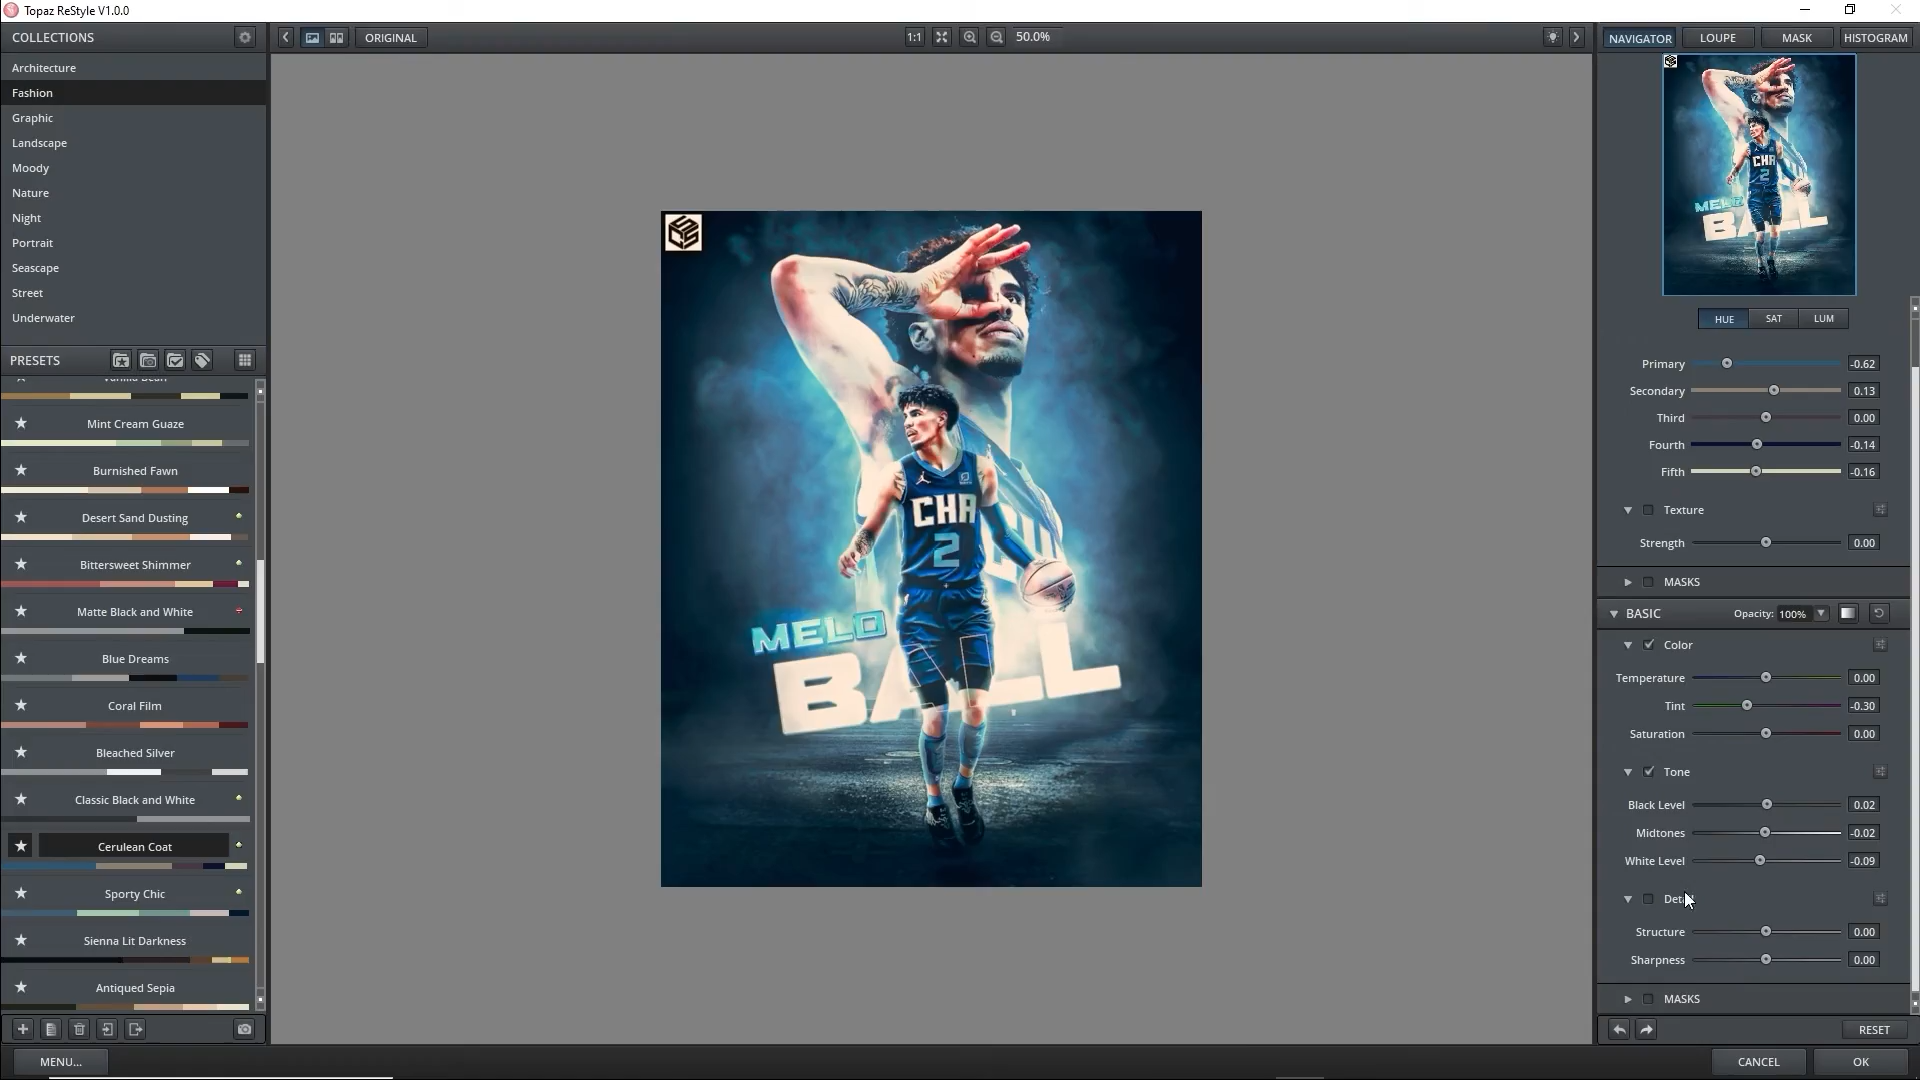 Topaz ReStyle V1.0.0
COLLECTIONS
ORIGINAL
1:1
50.0%
NAVIGATOR
LOUPE
MASK
HISTOGRAM
Architecture
Fashion
Graphic
Landscape
Moody
Nature
Night
Portrait
Seascape
Street
Underwater
PRESETS
Vanilla Bean
Mint Cream Guaze
Burnished Fawn
Desert Sand Dusting
Bittersweet Shimmer
Matte Black and White
Blue Dreams
Coral Film
Bleached Silver
Classic Black and White
Cerulean Coat
Sporty Chic
Sienna Lit Darkness
Antiqued Sepia
MENU...
CHA
2
MELO
BALL
CHA
2
MELO
BALL
HUE
SAT
LUM
Primary -0.62
Secondary 0.13
Third 0.00
Fourth -0.14
Fifth -0.16
Texture
Strength 0.00
MASKS
BASIC Opacity: 100%
Color
Temperature 0.00
Tint -0.30
Saturation 0.00
Tone
Black Level 0.02
Midtones -0.02
White Level -0.09
Structure 0.00
Sharpness 0.00
MASKS
RESET
CANCEL
OK